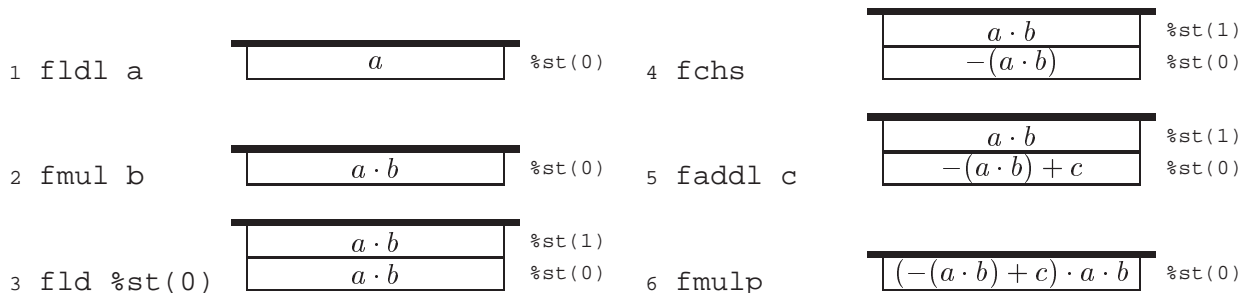 1 fldl a
a %st(0)
2 fmul b
a · b %st(0)
3 fld %st(0)
a · b %st(1)
a · b %st(0)
4 fchs
a · b %st(1)
−(a · b) %st(0)
5 faddl c
a · b %st(1)
−(a · b) + c %st(0)
6 fmulp
(−(a · b) + c) · a · b %st(0)